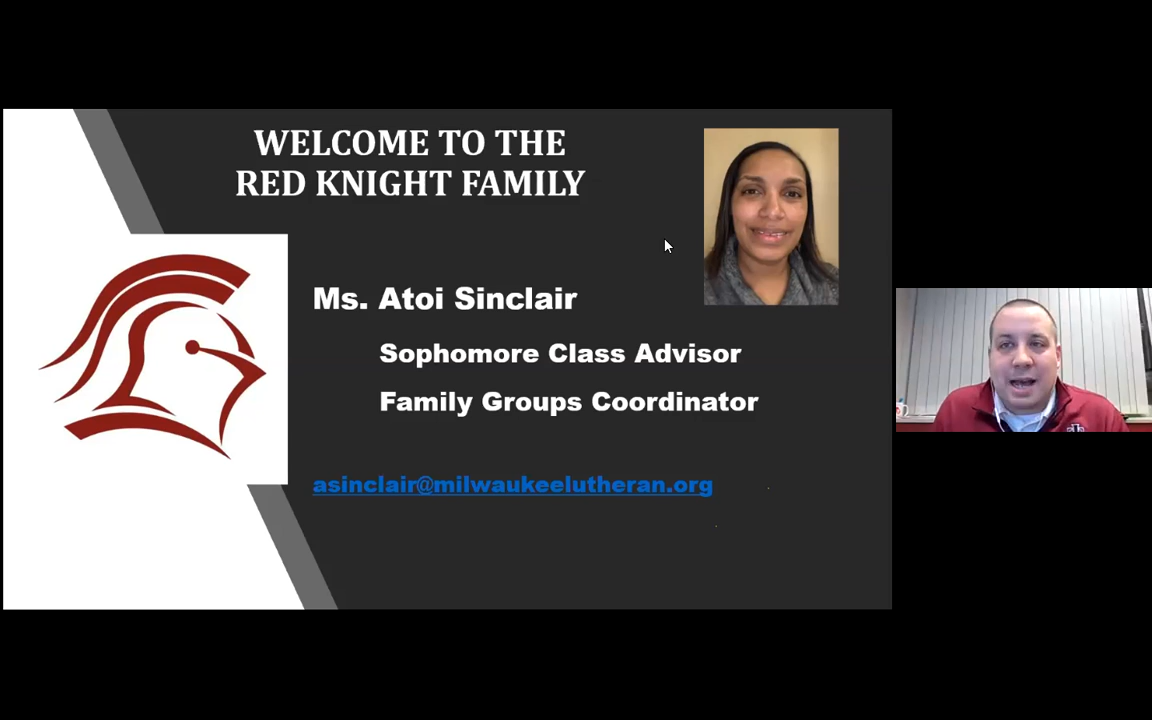 WELCOME TO THE
RED KNIGHT FAMILY
Ms. Atoi Sinclair
Sophomore Class Advisor
Family Groups Coordinator
asinclair@milwaukeelutheran.org